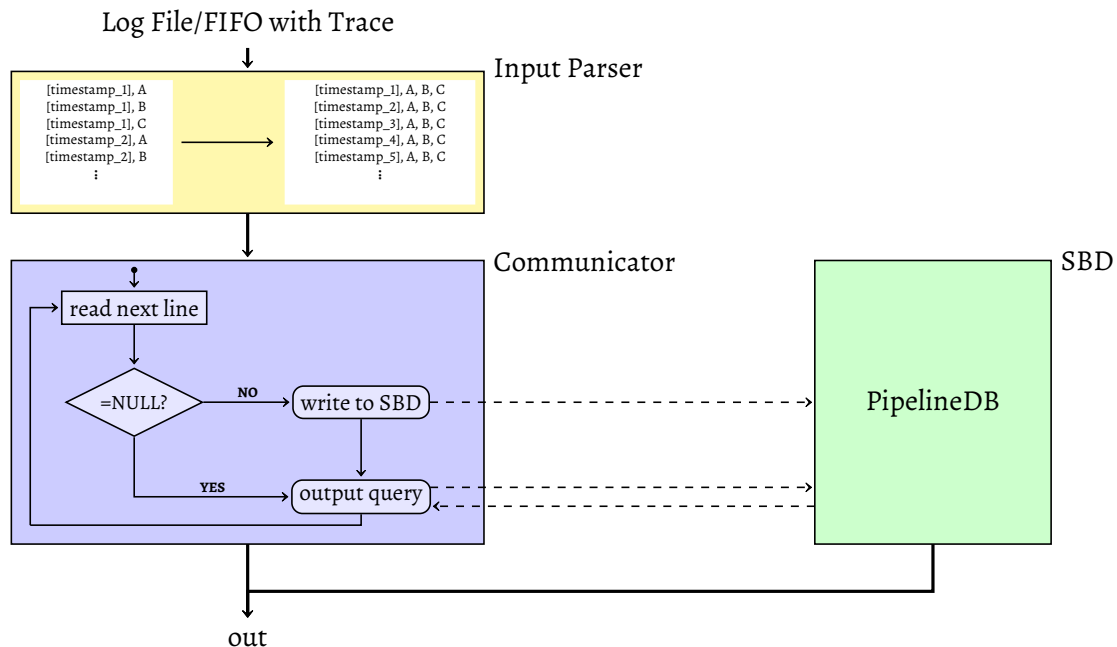 Log File/FIFO with Trace
Input Parser
[timestamp_1], A
[timestamp_1], B
[timestamp_1], C
[timestamp_2], A
[timestamp_2], B
⋮
[timestamp_1], A, B, C
[timestamp_2], A, B, C
[timestamp_3], A, B, C
[timestamp_4], A, B, C
[timestamp_5], A, B, C
⋮
Communicator
SBD
read next line
=NULL?
NO
write to SBD
PipelineDB
YES
output query
out